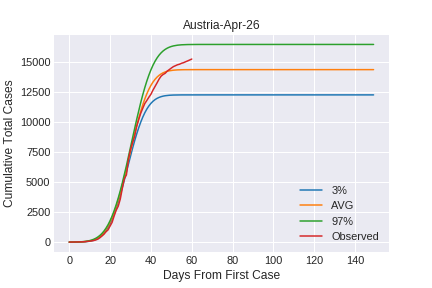 Austria-Apr-26
Cumulative Total Cases
15000
12500
10000
7500
5000
2500
0
3%
AVG
97%
Observed
0 20 40 60 80 100 120 140
Days From First Case